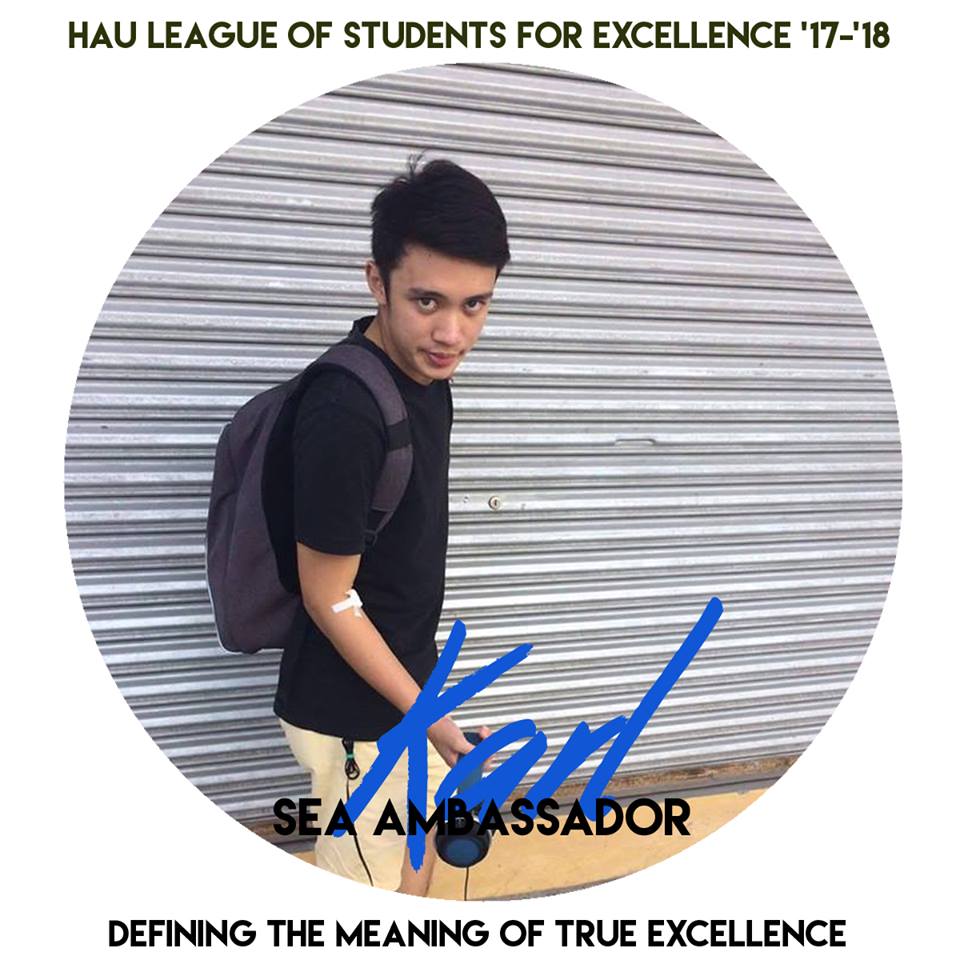 HAU LEAGUE OF STUDENTS FOR EXCELLENCE '17-'18
Karl
SEA AMBASSADOR
DEFINING THE MEANING OF TRUE EXCELLENCE